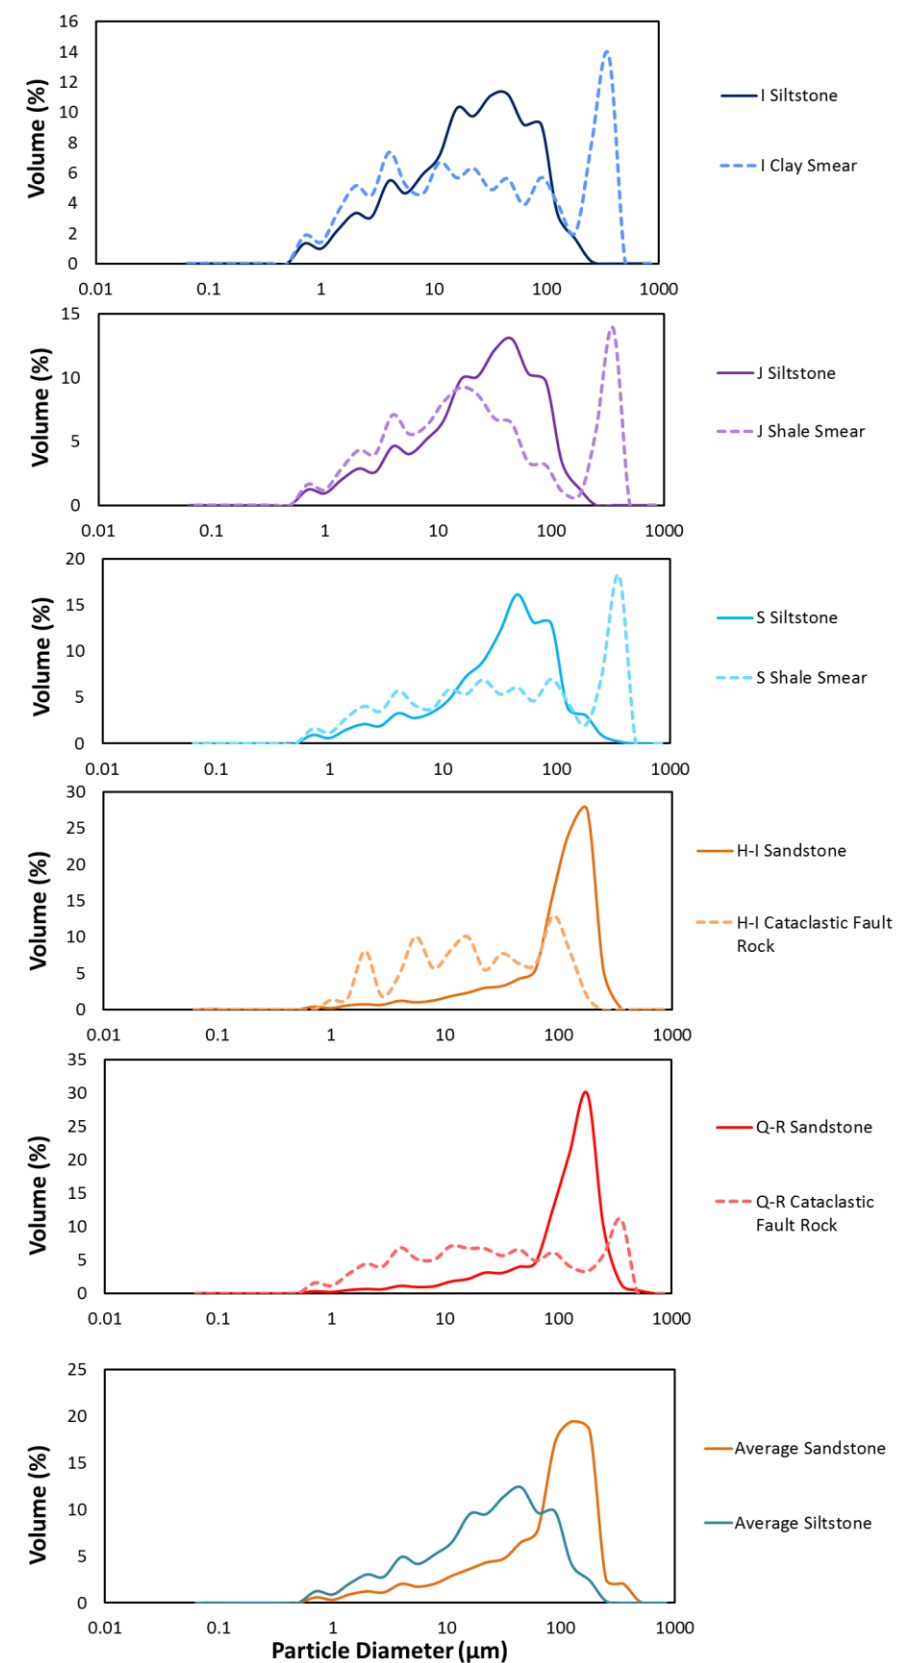 16
14
12
10
8
6
4
2
0
Volume (%)
0.01 0.1 1 10 100 1000
I Siltstone
I Clay Smear
15
10
5
0
Volume (%)
0.01 0.1 1 10 100 1000
J Siltstone
J Shale Smear
20
15
10
5
0
Volume (%)
0.01 0.1 1 10 100 1000
S Siltstone
S Shale Smear
30
25
20
15
10
5
0
Volume (%)
0.01 0.1 1 10 100 1000
H-I Sandstone
H-I Cataclastic Fault
Rock
35
30
25
20
15
10
5
0
Volume (%)
0.01 0.1 1 10 100 1000
Q-R Sandstone
Q-R Cataclastic
Fault Rock
25
20
15
10
5
0
Volume (%)
0.01 0.1 1 10 100 1000
Particle Diameter (μm)
Average Sandstone
Average Siltstone